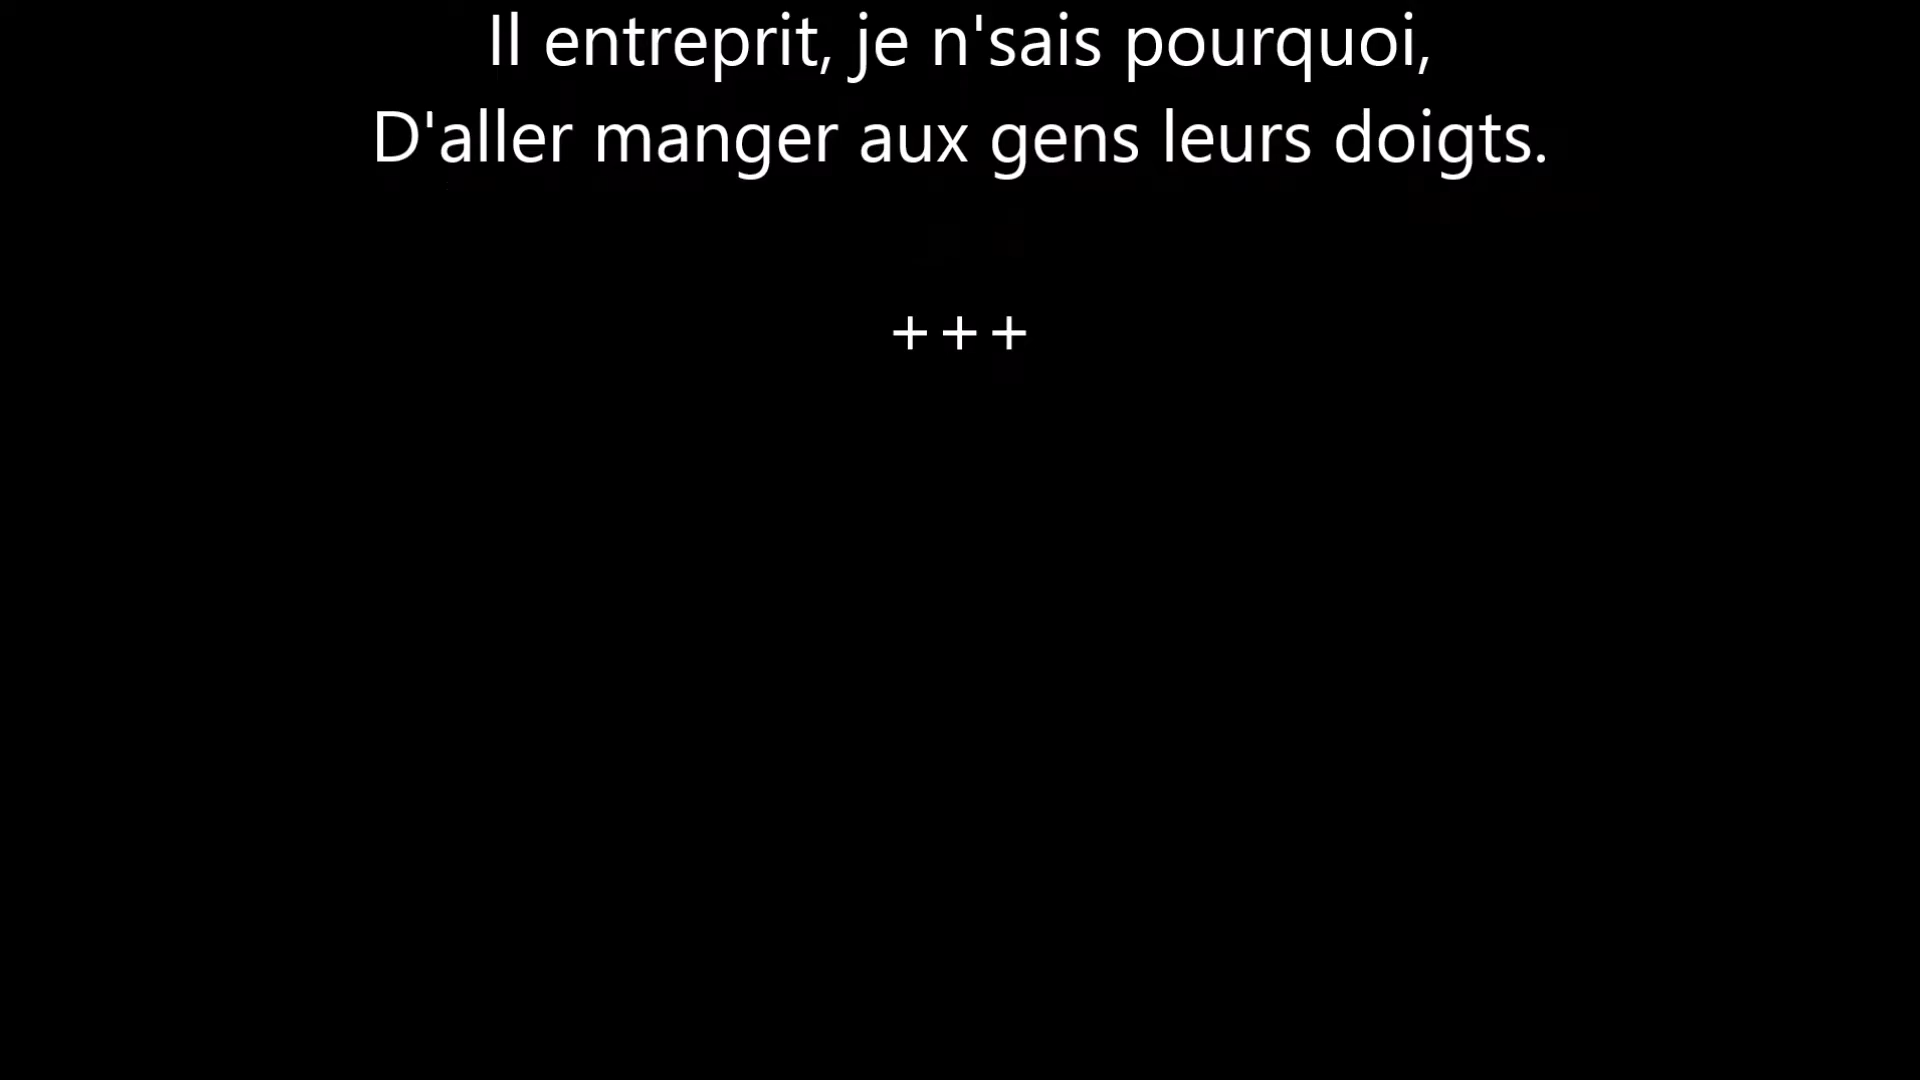 Il entreprit, je n'sais pourquoi,
D'aller manger aux gens leurs doigts.
+ + +